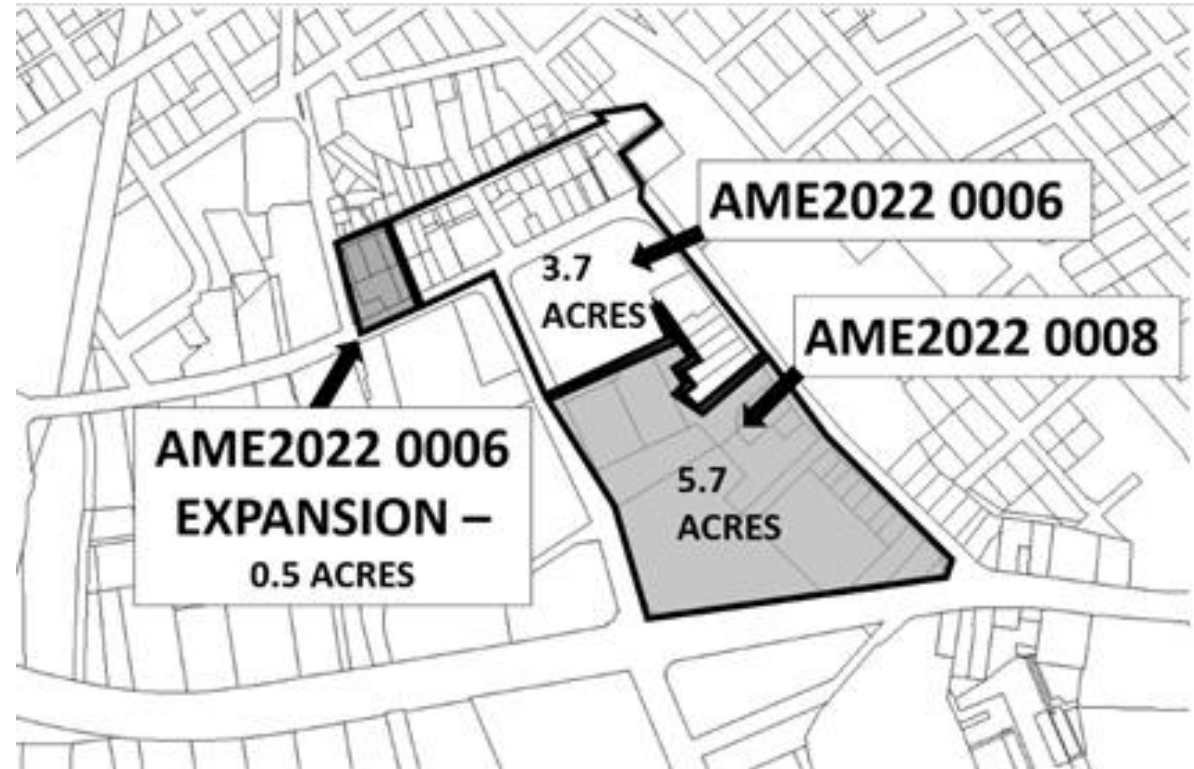 AME2022 0006
3.7
ACRES
AME2022 0008
AME2022 0006
EXPANSION –
0.5 ACRES
5.7
ACRES